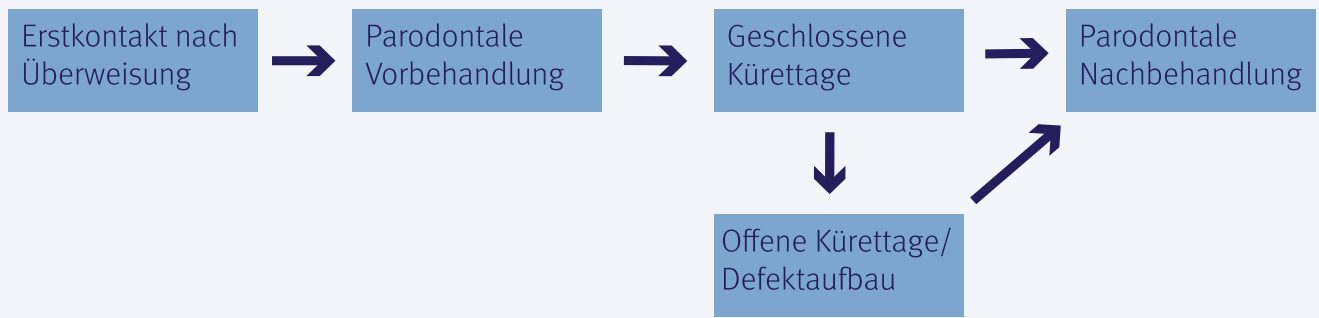 Erstkontakt nach
Überweisung
Parodontale
Vorbehandlung
Geschlossene
Kürettage
Parodontale
Nachbehandlung
Offene Kürettage/
Defektaufbau